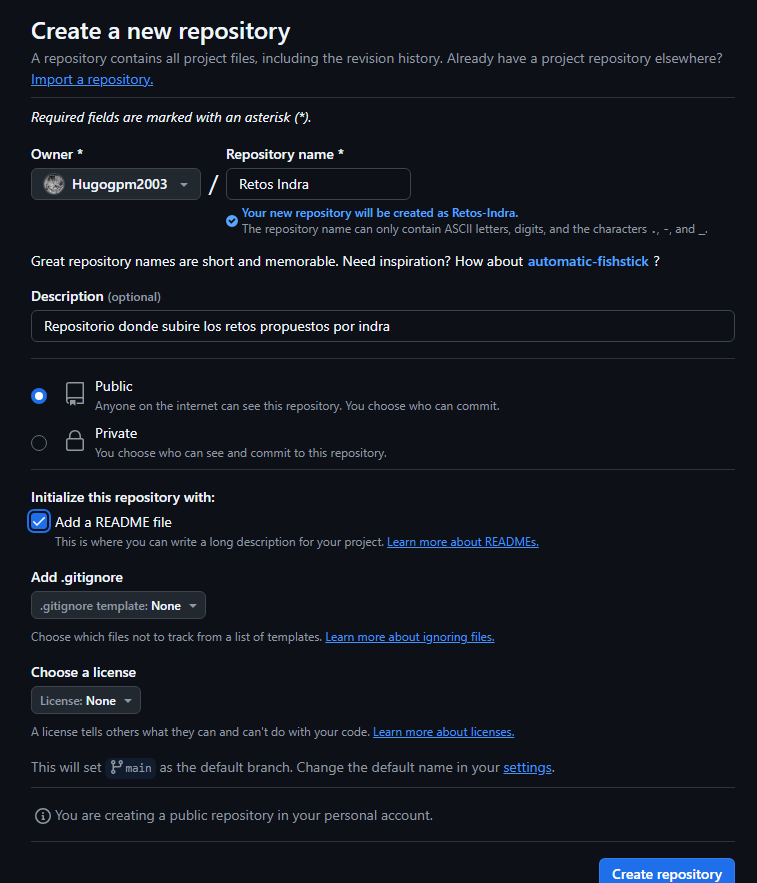 Create a new repository
A repository contains all project files, including the revision history. Already have a project repository elsewhere?
Import a repository.
Required fields are marked with an asterisk (*).
Owner * Repository name *
Hugogpm2003 / Retos Indra
Your new repository will be created as Retos-Indra.
The repository name can only contain ASCII letters, digits, and the characters ., -, and _.
Great repository names are short and memorable. Need inspiration? How about automatic-fishstick ?
Description (optional)
Repositorio donde subire los retos propuestos por indra
Public
Anyone on the internet can see this repository. You choose who can commit.
Private
You choose who can see and commit to this repository.
Initialize this repository with:
Add a README file
This is where you can write a long description for your project. Learn more about READMEs.
Add .gitignore
.gitignore template: None
Choose which files not to track from a list of templates. Learn more about ignoring files.
Choose a license
License: None
A license tells others what they can and can't do with your code. Learn more about licenses.
This will set main as the default branch. Change the default name in your settings.
You are creating a public repository in your personal account.
Create repository